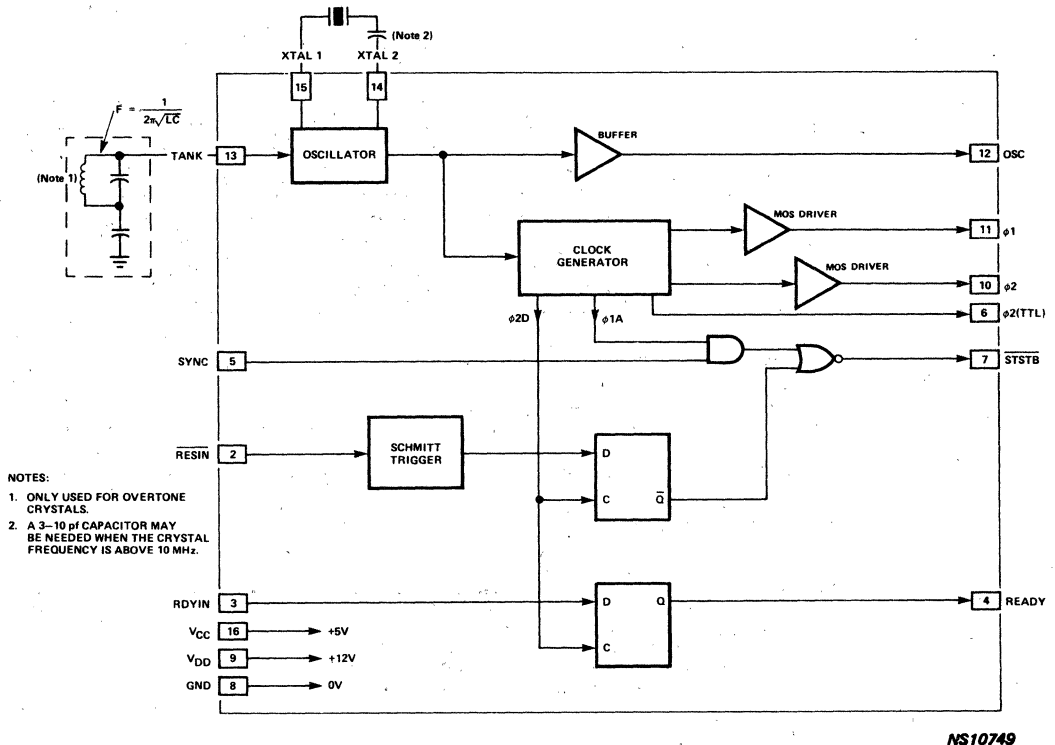 (Note 2)
XTAL 1
XTAL 2
15
14
F = 1
2π√LC
(Note 1)
TANK
13
OSCILLATOR
BUFFER
12
OSC
MOS DRIVER
11
φ1
CLOCK
GENERATOR
MOS DRIVER
10
φ2
6
φ2(TTL)
φ2D
φ1A
SYNC
5
7
STSTB
RESIN
2
SCHMITT
TRIGGER
D
C
Q
NOTES:
1. ONLY USED FOR OVERTONE
CRYSTALS.
2. A 3–10 pf CAPACITOR MAY
BE NEEDED WHEN THE CRYSTAL
FREQUENCY IS ABOVE 10 MHz.
RDYIN
3
D
Q
C
4
READY
VCC
16
+5V
VDD
9
+12V
GND
8
0V
NS10749